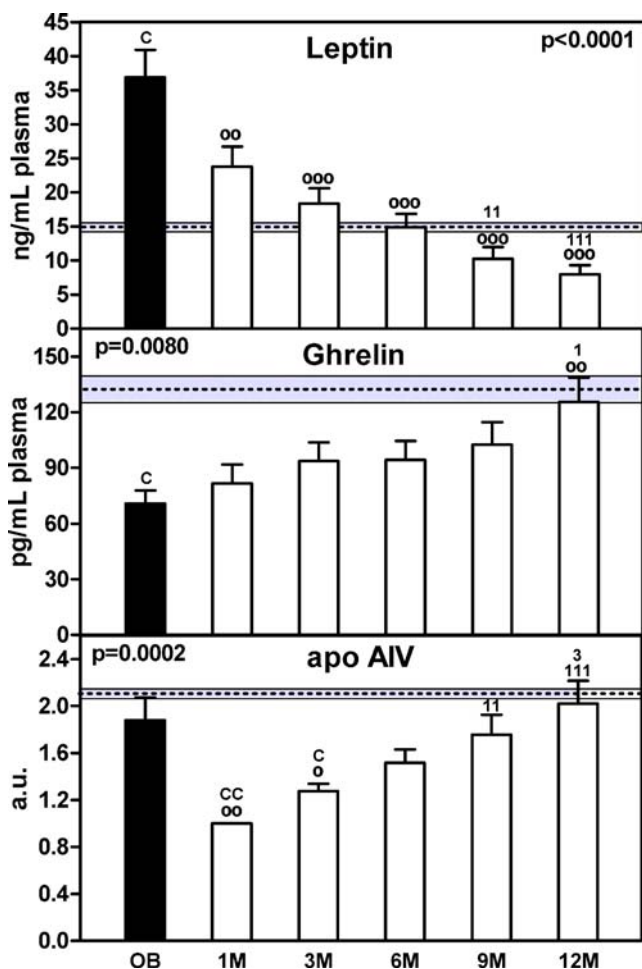 Leptin
p<0.0001
ng/mL plasma
45
40
35
30
25
20
15
10
5
0
C
oo
ooo
ooo
11
ooo
111
ooo
p=0.0080
Ghrelin
pg/mL plasma
150
120
90
60
30
0
C
1
oo
p=0.0002
apo AIV
a.u.
2.4
2.0
1.6
1.2
0.8
0.4
0.0
CC
oo
C
o
11
3
111
OB 1M 3M 6M 9M 12M